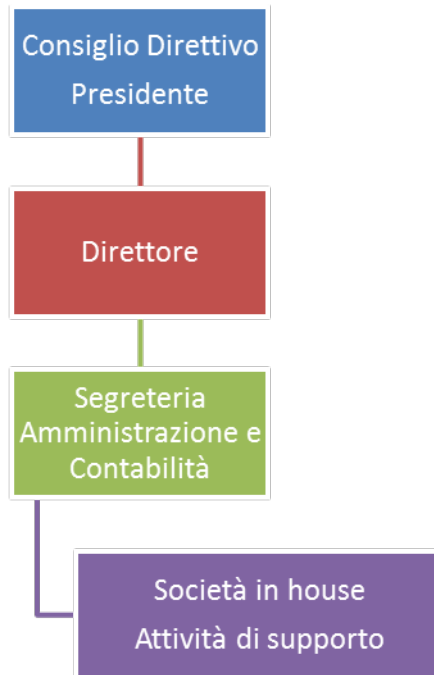 Consiglio Direttivo
Presidente
Direttore
Segreteria
Amministrazione e
Contabilità
Società in house
Attività di supporto